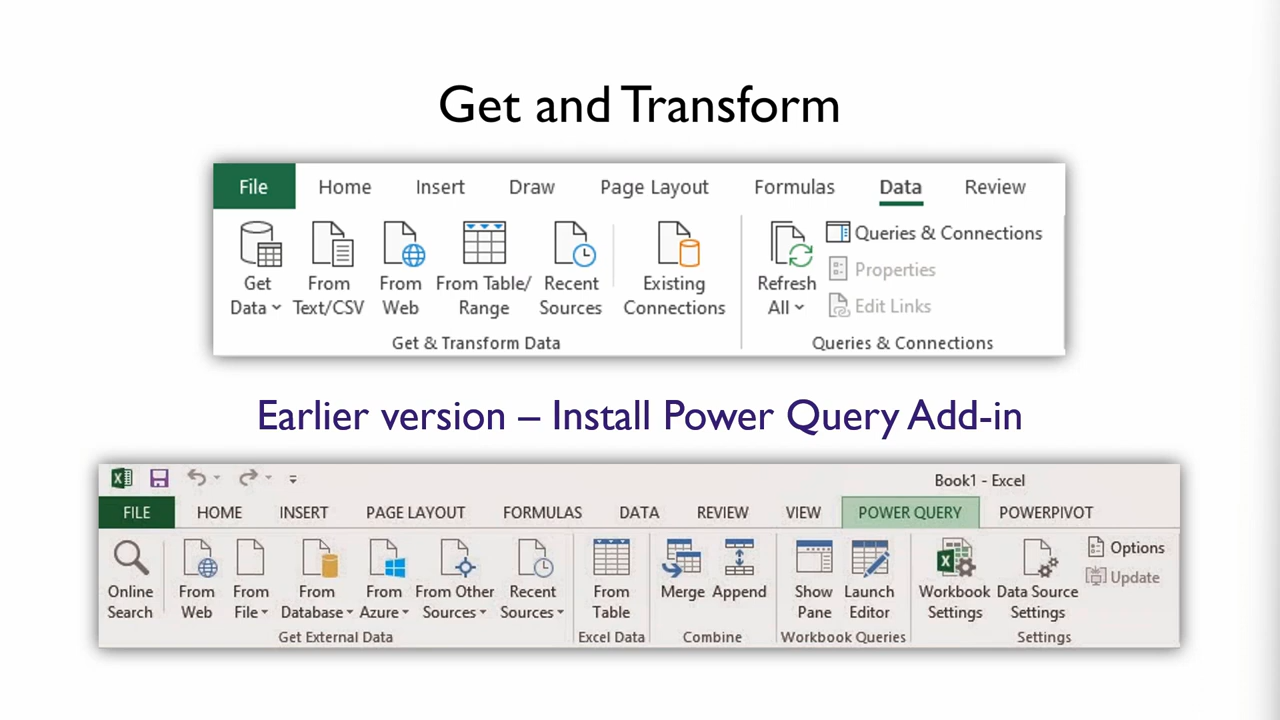 Get and Transform
File Home Insert Draw Page Layout Formulas Data Review
Get Data
From Text/CSV
From Web
From Table/ Range
Recent Sources
Existing Connections
Refresh All
Queries & Connections
Properties
Edit Links
Get & Transform Data
Queries & Connections
Earlier version – Install Power Query Add-in
Book1 - Excel
FILE HOME INSERT PAGE LAYOUT FORMULAS DATA REVIEW VIEW POWER QUERY POWERPIVOT
Online Search
From Web
From File
From Database
From Azure
From Other Sources
Recent Sources
From Table
Merge
Append
Show Pane
Launch Editor
Workbook Settings
Data Source Settings
Options
Update
Get External Data
Excel Data
Combine
Workbook Queries
Settings